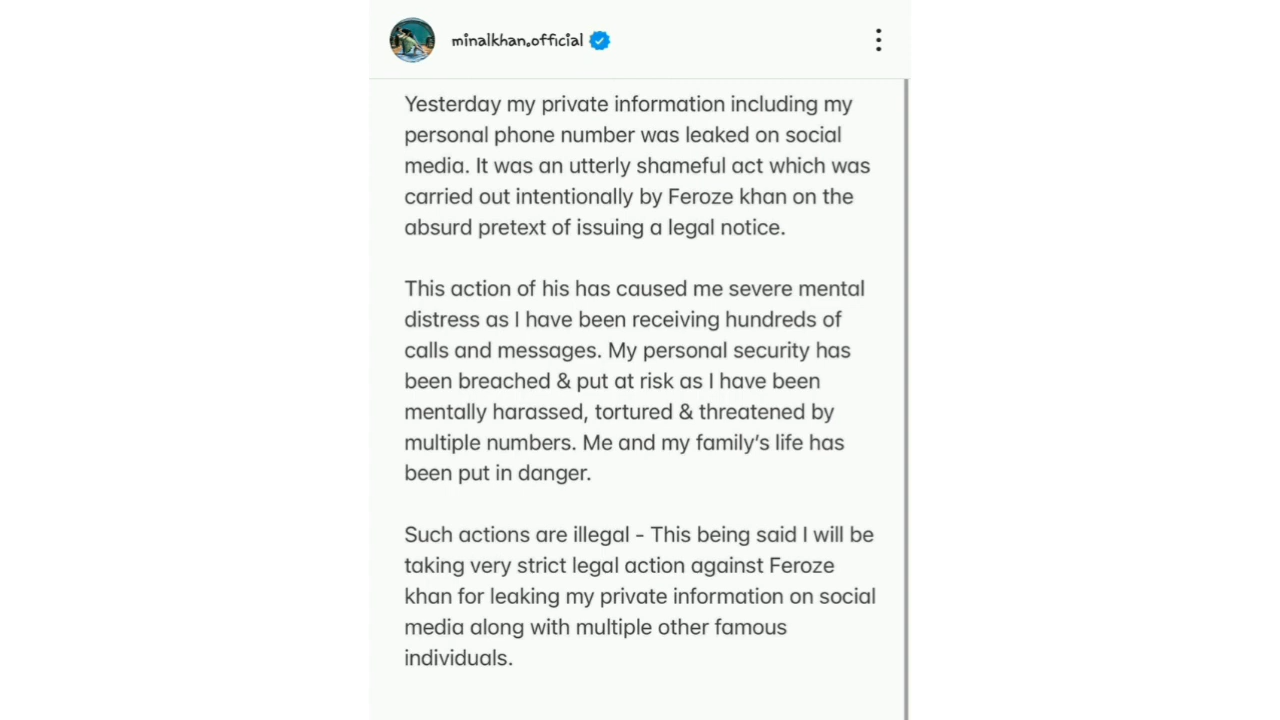 minalkhan.official
Yesterday my private information including my
personal phone number was leaked on social
media. It was an utterly shameful act which was
carried out intentionally by Feroze khan on the
absurd pretext of issuing a legal notice.
This action of his has caused me severe mental
distress as I have been receiving hundreds of
calls and messages. My personal security has
been breached & put at risk as I have been
mentally harassed, tortured & threatened by
multiple numbers. Me and my family’s life has
been put in danger.
Such actions are illegal - This being said I will be
taking very strict legal action against Feroze
khan for leaking my private information on social
media along with multiple other famous
individuals.